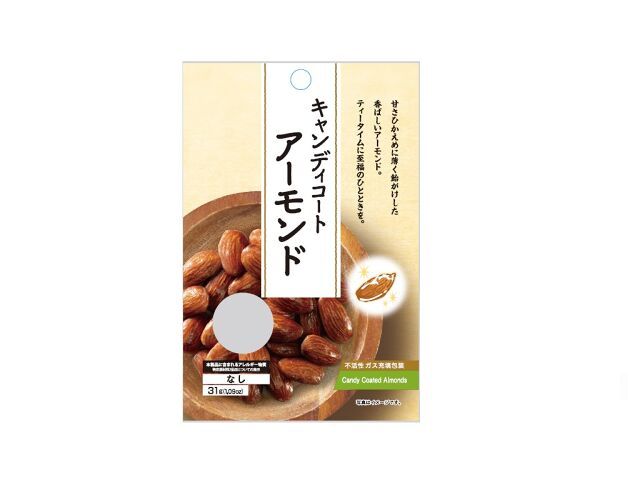 キャンディコート
アーモンド
甘さひかえめに薄く飴がけした
香ばしいアーモンド。
ティータイムに至福のひとときを。
本製品に含まれるアレルギー物質
なし
31g(1.09oz)
不活性ガス充填包装
Candy Coated Almonds
写真はイメージです。